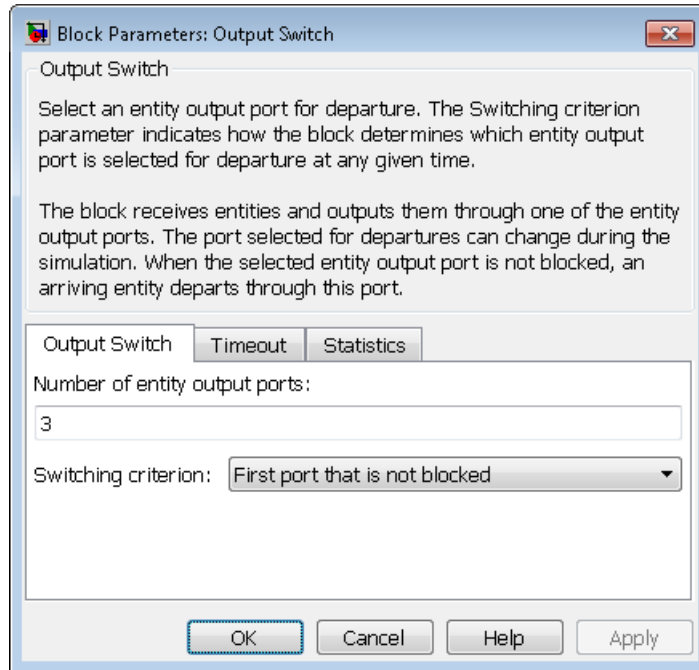 Block Parameters: Output Switch
Output Switch
Select an entity output port for departure. The Switching criterion
parameter indicates how the block determines which entity output
port is selected for departure at any given time.
The block receives entities and outputs them through one of the entity
output ports. The port selected for departures can change during the
simulation. When the selected entity output port is not blocked, an
arriving entity departs through this port.
Output Switch Timeout Statistics
Number of entity output ports:
3
Switching criterion: First port that is not blocked
OK Cancel Help Apply